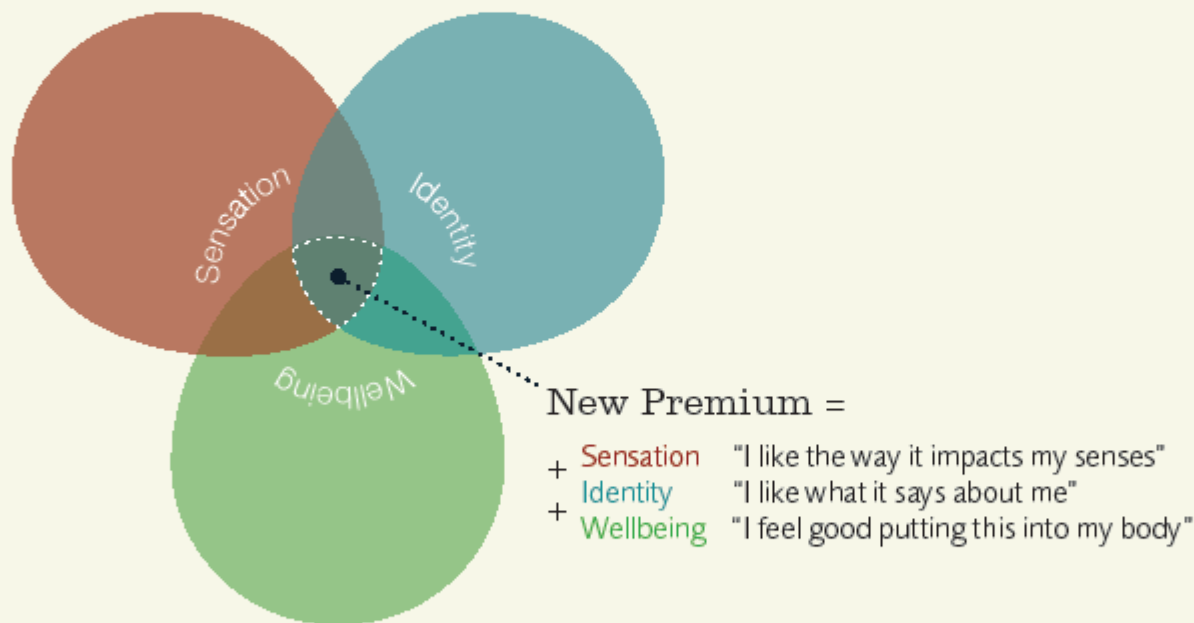 Sensation
Identity
Wellbeing
New Premium =
Sensation "I like the way it impacts my senses"
+
Identity "I like what it says about me"
+
Wellbeing "I feel good putting this into my body"